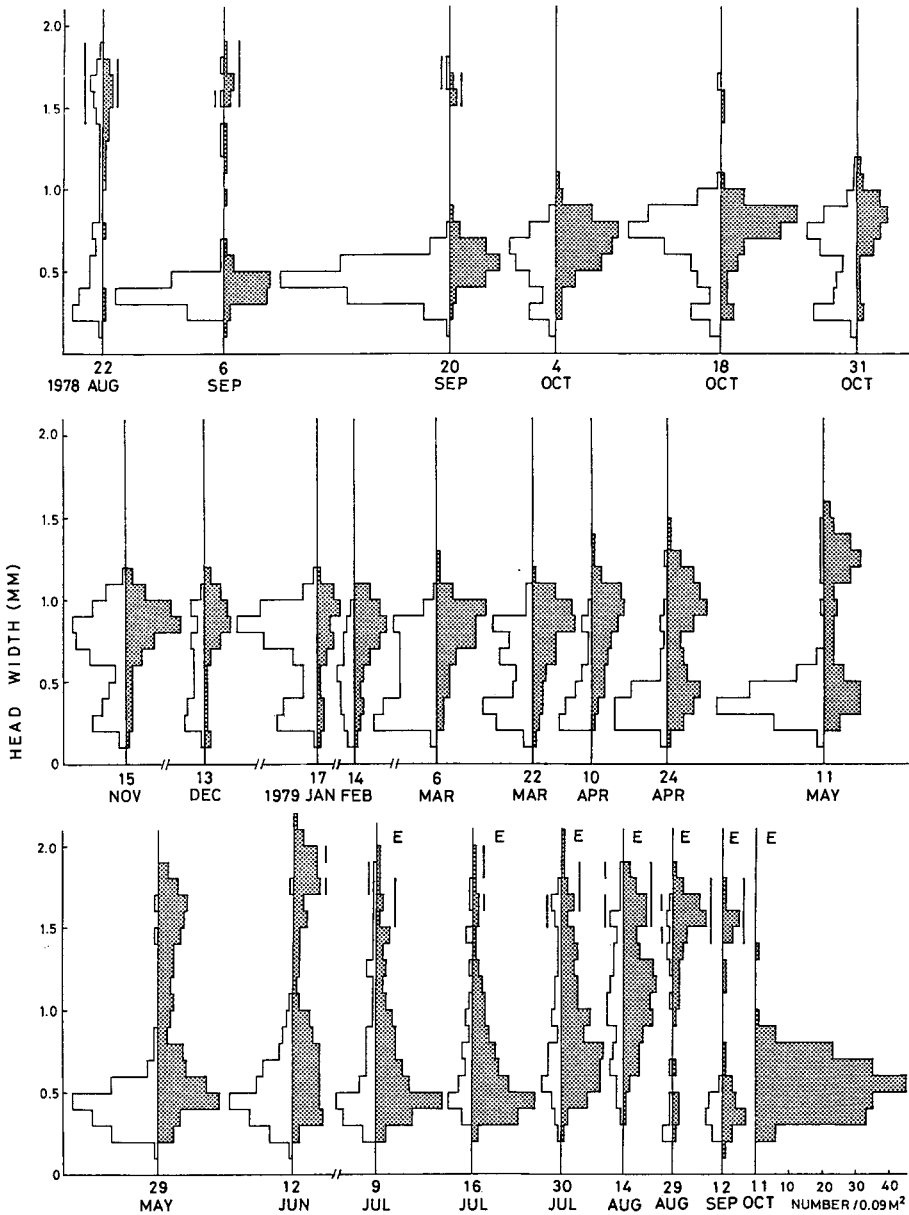 2.0
1.5
1.0
0.5
0
22 6 20 4 18 31
1978 AUG SEP SEP OCT OCT OCT
2.0
1.5
1.0
0.5
0
HEAD WIDTH (MM)
15 13 17 14 6 22 10 24 11
NOV DEC 1979 JAN FEB MAR MAR APR APR MAY
E E E E E E E
2.0
1.5
1.0
0.5
0
29 12 9 16 30 14 29 12 11 10 20 30 40
MAY JUN JUL JUL JUL AUG AUG SEP OCT NUMBER/0.09M²